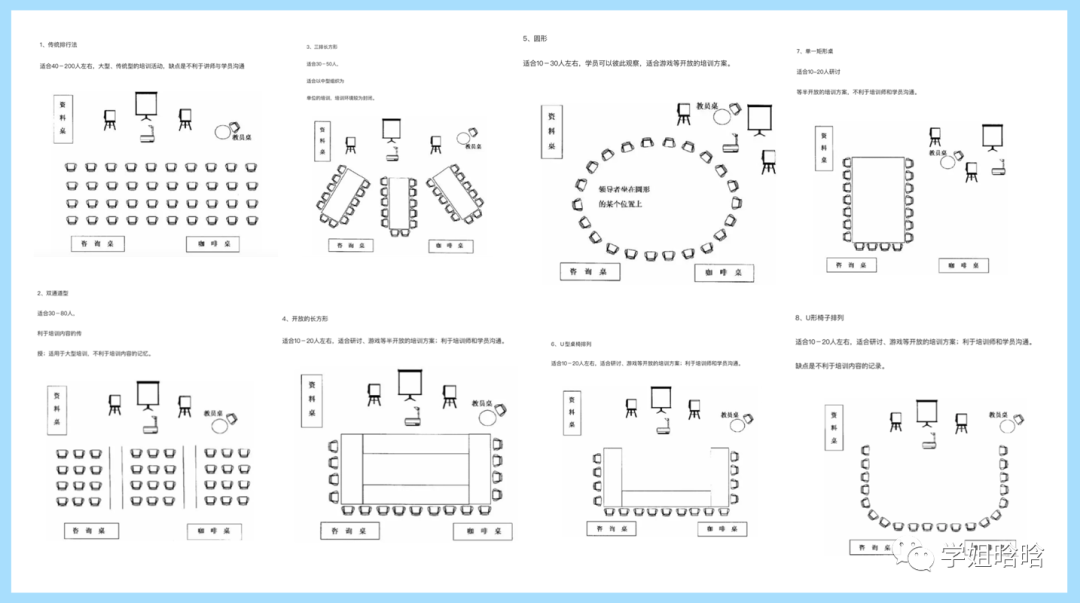 1、传统排行法
适合40－200人左右，大型、传统型的培训活动，缺点是不利于讲师与学员沟通
资料桌
教员桌
咨询桌
咖啡桌
2、双通道型
适合30－80人，
利于培训内容的传
授：适用于大型培训，不利于培训内容的记忆。
资料桌
教员桌
咨询桌
咖啡桌
3、三排长方形
适合30－50人，
适合以中型组织为
单位的培训，培训环境较为封闭。
资料桌
教员桌
咨询桌
咖啡桌
4、开放的长方形
适合10－20人左右，适合研讨、游戏等半开放的培训方案；利于培训师和学员沟通。
资料桌
教员桌
咨询桌
咖啡桌
5、圆形
适合10－30人左右，学员可以彼此观察，适合游戏等开放的培训方案。
资料桌
教员桌
领导者坐在圆形
的某个位置上
咨询桌
咖啡桌
6、U型桌椅排列
适合10－20人左右，适合研讨、游戏等开放的培训方案；利于培训师和学员沟通。
资料桌
教员桌
咨询桌
咖啡桌
7、单一矩形桌
适合10–20人研讨
等半开放的培训方案，不利于培训师和学员沟通。
资料桌
教员桌
咨询桌
咖啡桌
8、U形椅子排列
适合10－20人左右，适合研讨、游戏等开放的培训方案；利于培训师和学员沟通。
缺点是不利于培训内容的记录。
资料桌
教员桌
咨询桌
学姐晗晗